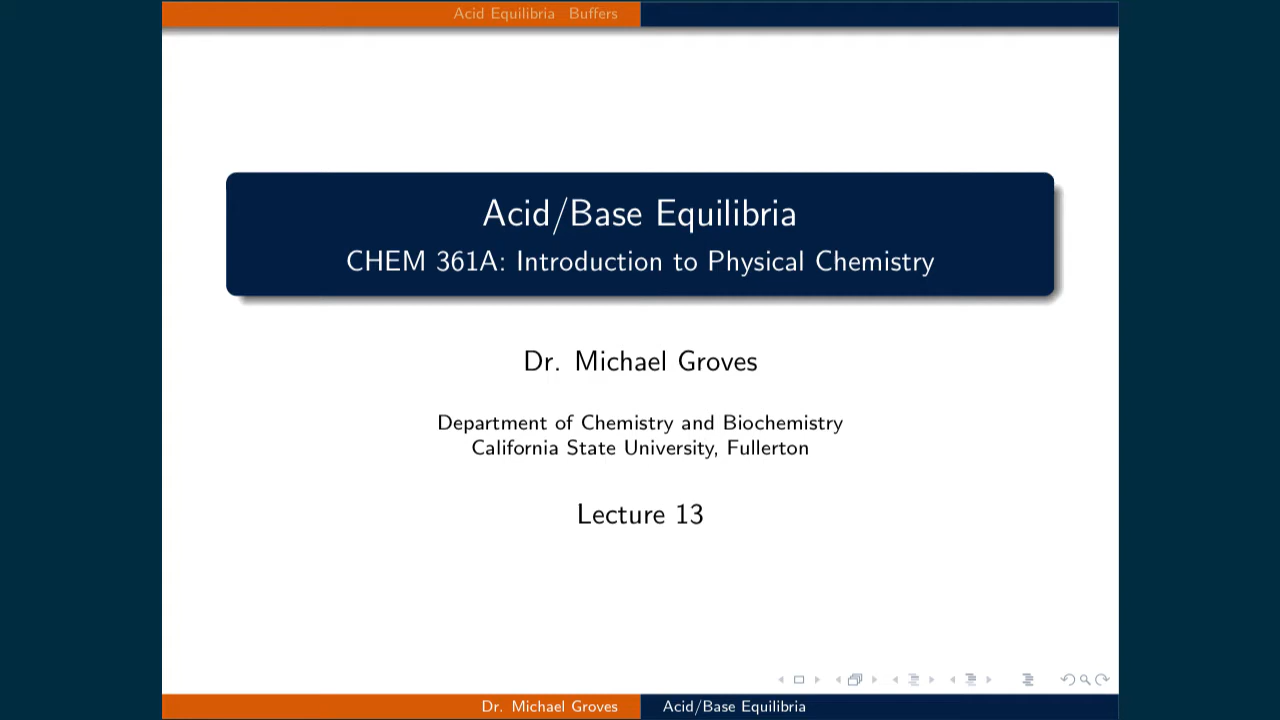 Acid Equilibria Buffers
Acid/Base Equilibria
CHEM 361A: Introduction to Physical Chemistry
Dr. Michael Groves
Department of Chemistry and Biochemistry
California State University, Fullerton
Lecture 13
Dr. Michael Groves Acid/Base Equilibria